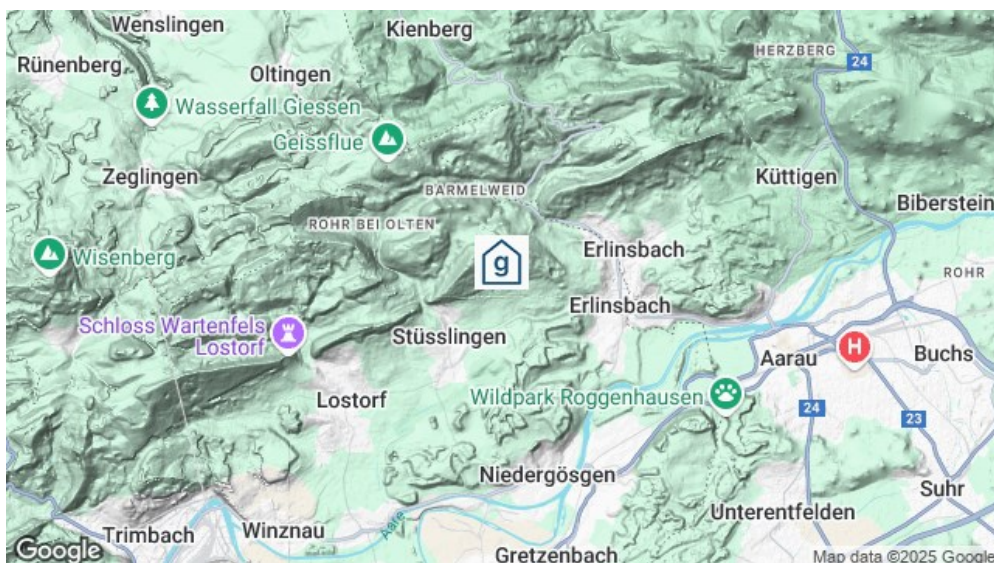 Wenslingen
Kienberg
HERZBERG
24
Rünenberg
Oltingen
Wasserfall Giessen
Geissflue
Zeglingen
BARMELWEID
Küttigen
Biberstein
ROHR BEI OLTEN
Wisenberg
g
Erlinsbach
ROHR
Erlinsbach
Schloss Wartenfels
Lostorf
Stüsslingen
Aarau
H
Buchs
Lostorf
Wildpark Roggenhausen
24
23
Niedergösgen
Suhr
Unterentfelden
Aare
Trimbach
Winznau
Gretzenbach
Google
Map data ©2025 Google